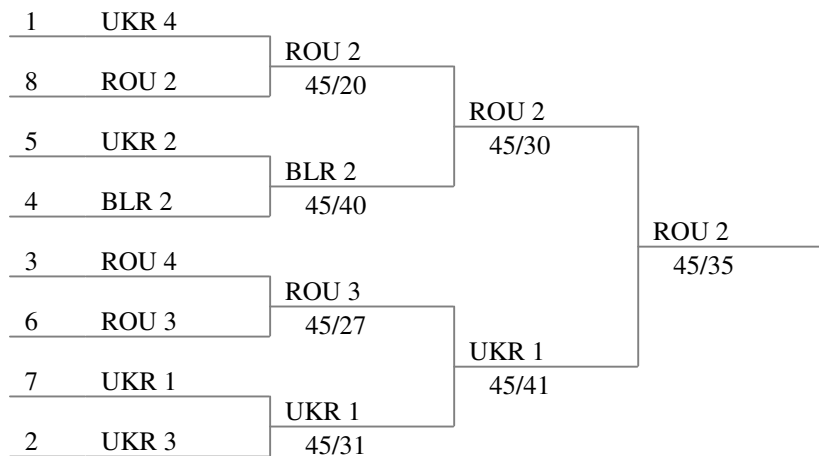 1 UKR 4
ROU 2
8 ROU 2
45/20
ROU 2
5 UKR 2
45/30
BLR 2
4 BLR 2
45/40
ROU 2
3 ROU 4
45/35
ROU 3
6 ROU 3
45/27
UKR 1
7 UKR 1
45/41
UKR 1
2 UKR 3
45/31